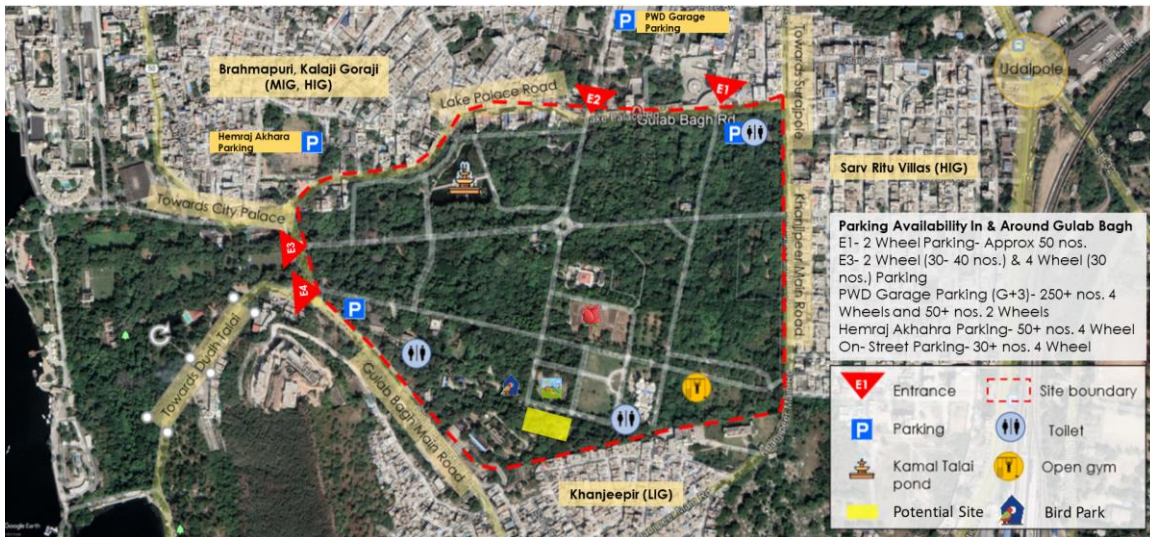 PWD Garage
Parking
Brahmapuri, Kalaji Goraji
(MIG, HIG)
Lake Palace Road
E2
E1
Gulab Bagh Rd
Towards Surajpole
Udaipole
Hemraj Akhara
Parking
Sarv Ritu Villas (HIG)
Towards City Palace
E3
E4
Khanjipeer Main Road
Towards Dudh Talai
Gulab Bagh Main Road
Khanjeepir (LIG)
Parking Availability In & Around Gulab Bagh
E1- 2 Wheel Parking- Approx 50 nos.
E3- 2 Wheel (30- 40 nos.) & 4 Wheel (30
nos.) Parking
PWD Garage Parking (G+3)- 250+ nos. 4
Wheels and 50+ nos. 2 Wheels
Hemraj Akhahra Parking- 50+ nos. 4 Wheel
On- Street Parking- 30+ nos. 4 Wheel
E1 Entrance
Site boundary
P Parking
Toilet
Kamal Talai
pond
Open gym
Potential Site
Bird Park
Google Earth